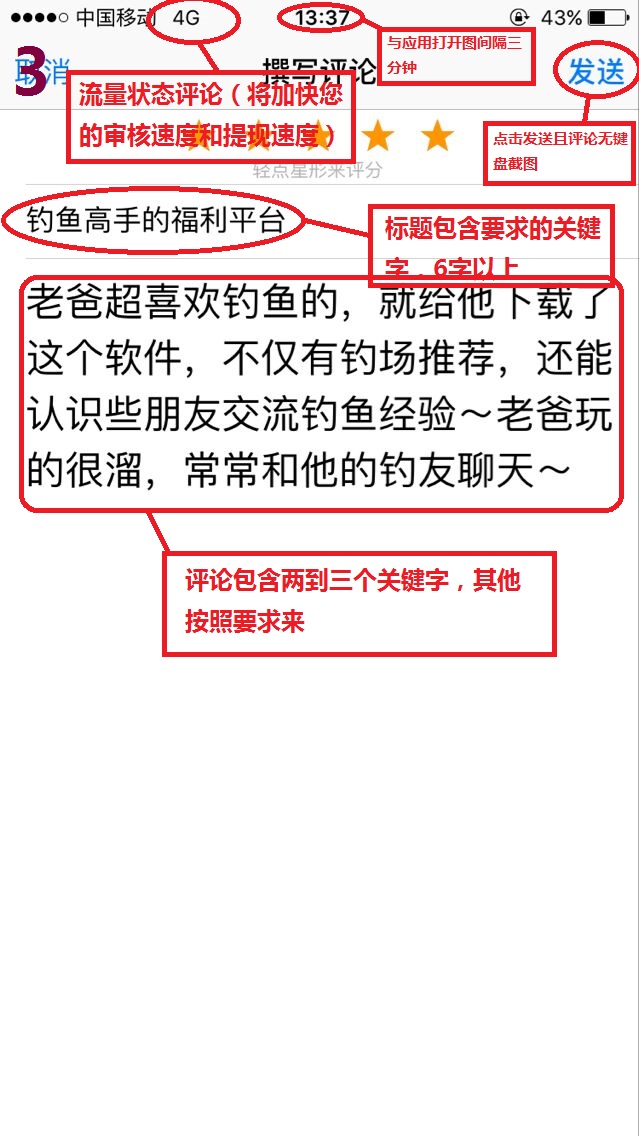 中国移动 4G 13:37 43%
与应用打开图间隔三
分钟
3
取消 撰写评论 发送
流量状态评论（将加快您
的审核速度和提现速度）
点击发送且评论无键
盘截图
轻点星形来评分
钓鱼高手的福利平台
标题包含要求的关键
字，6字以上
老爸超喜欢钓鱼的，就给他下载了
这个软件，不仅有钓场推荐，还能
认识些朋友交流钓鱼经验～老爸玩
的很溜，常常和他的钓友聊天～
评论包含两到三个关键字，其他
按照要求来